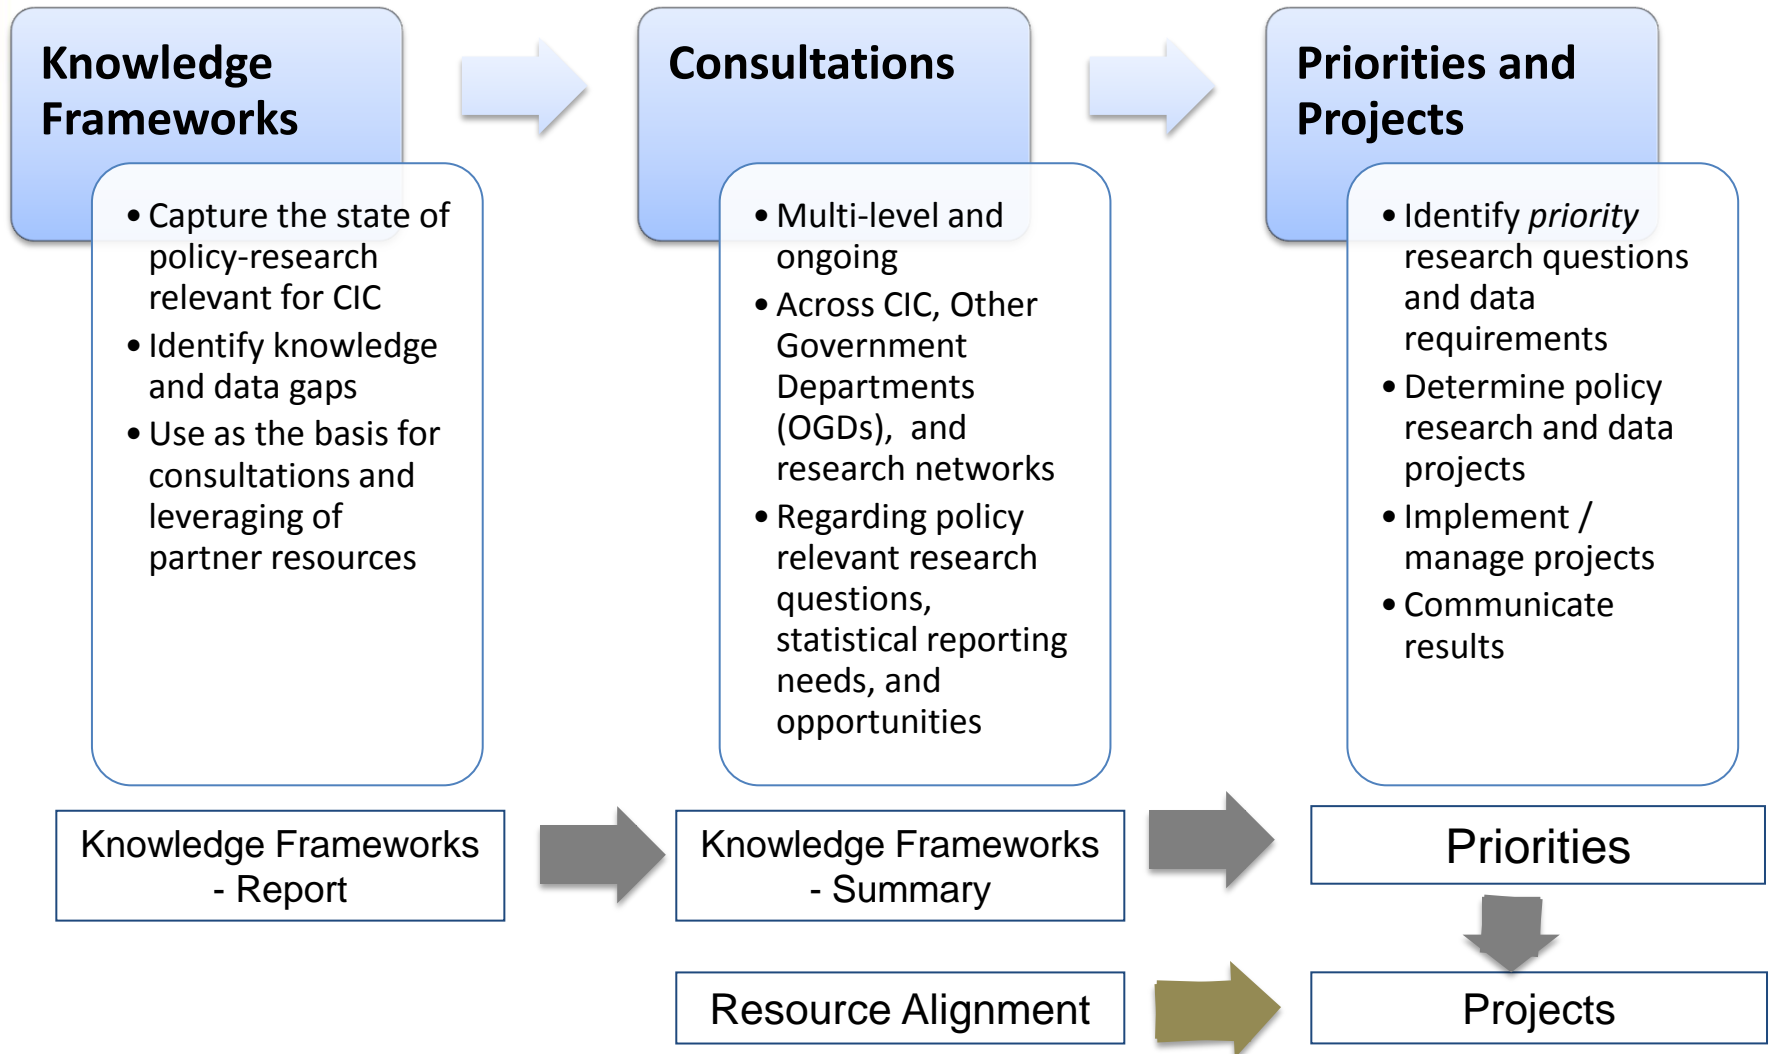 Knowledge
Frameworks
• Capture the state of
policy-research
relevant for CIC
• Identify knowledge
and data gaps
• Use as the basis for
consultations and
leveraging of
partner resources
Consultations
• Multi-level and
ongoing
• Across CIC, Other
Government
Departments
(OGDs), and
research networks
• Regarding policy
relevant research
questions,
statistical reporting
needs, and
opportunities
Priorities and
Projects
• Identify priority
research questions
and data
requirements
• Determine policy
research and data
projects
• Implement /
manage projects
• Communicate
results
Knowledge Frameworks
- Report
Knowledge Frameworks
- Summary
Priorities
Resource Alignment
Projects